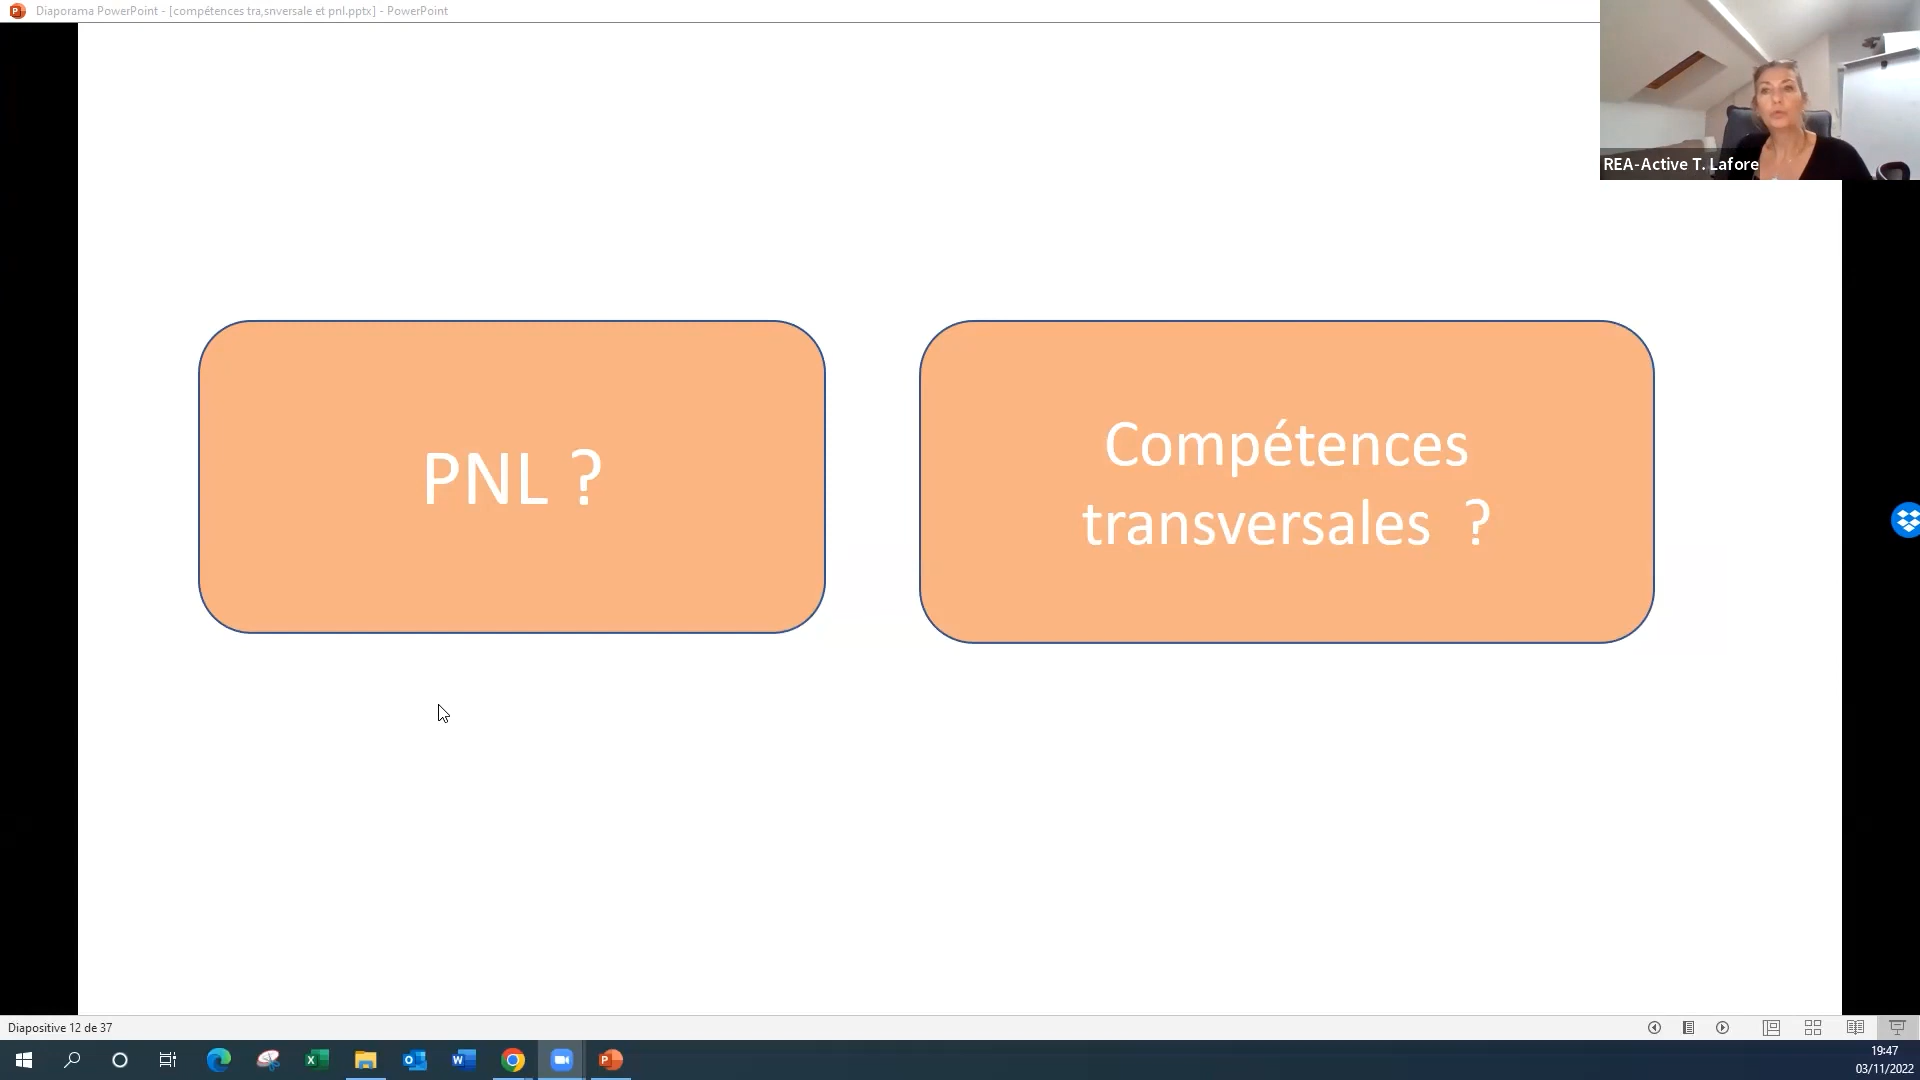 Diaporama PowerPoint - [compétences tra,snversale et pnl.pptx] - PowerPoint
REA-Active T. Lafore
PNL ?
Compétences
transversales  ?
Diapositive 12 de 37
19:47
03/11/2022